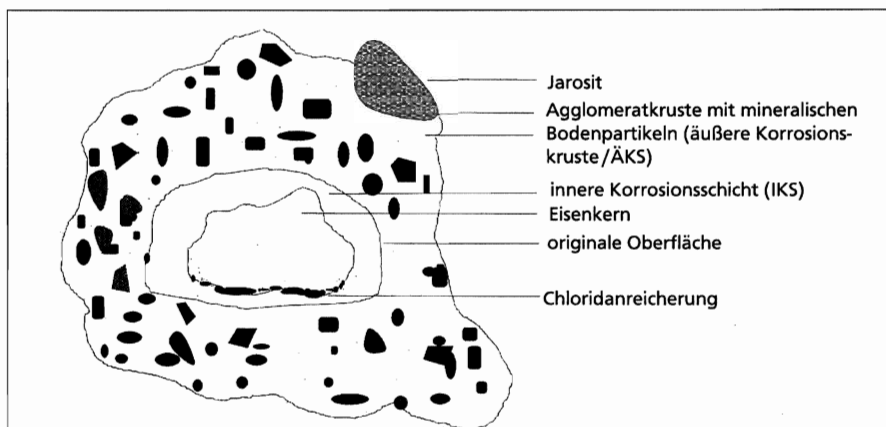 Jarosit
Agglomeratkruste mit mineralischen
Bodenpartikeln (äußere Korrosions-
kruste/ÄKS)
innere Korrosionsschicht (IKS)
Eisenkern
originale Oberfläche
Chloridanreicherung